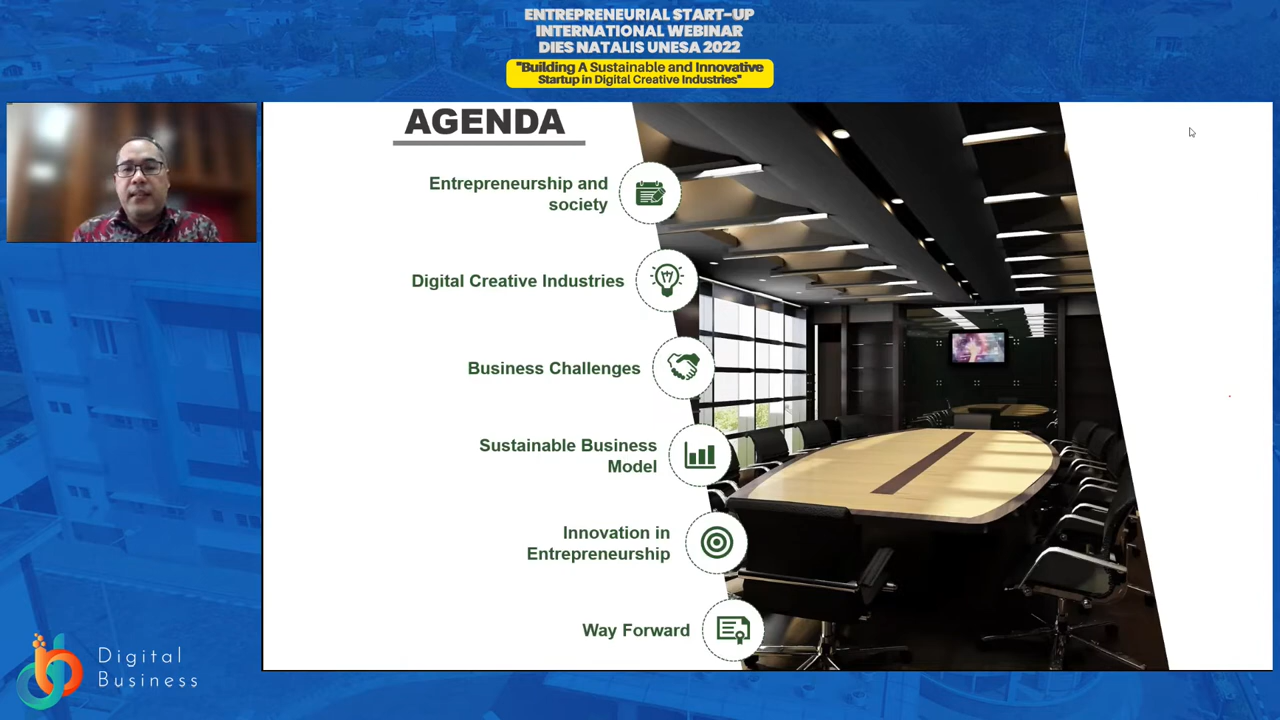 ENTREPRENEURIAL START-UP
INTERNATIONAL WEBINAR
DIES NATALIS UNESA 2022
"Building A Sustainable and Innovative
Startup in Digital Creative Industries"
AGENDA
Entrepreneurship and
society
Digital Creative Industries
Business Challenges
Sustainable Business
Model
Innovation in
Entrepreneurship
Way Forward
Digital
Business